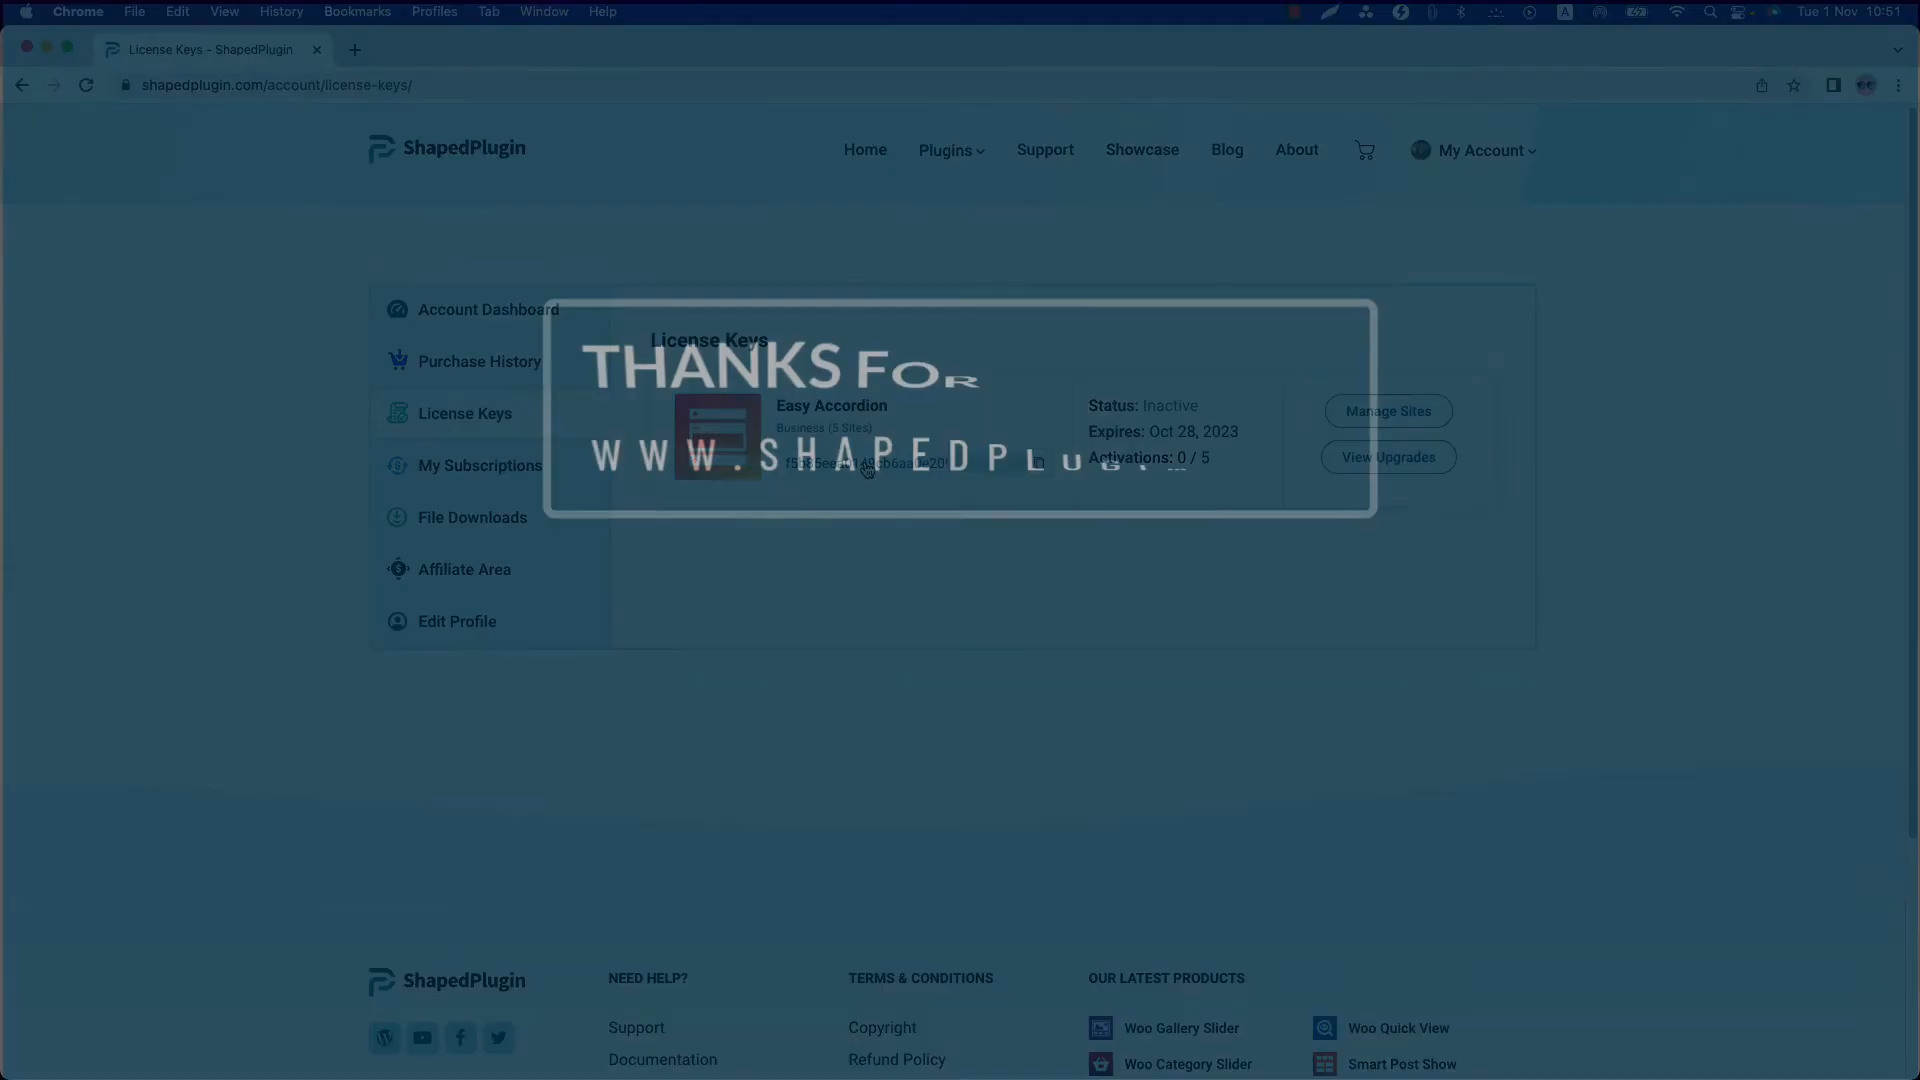 Chrome File Edit View History Bookmarks Profiles Tab Window Help
A Tue 1 Nov 10:51
License Keys - ShapedPlugin
shapedplugin.com/account/license-keys/
ShapedPlugin
Home Plugins Support Showcase Blog About My Account
Account Dashboard
Purchase History
License Keys
My Subscriptions
File Downloads
Affiliate Area
Edit Profile
License Keys
THANKS FOR
Easy Accordion
Business (5 Sites)
Status: Inactive
Expires: Oct 28, 2023
Activations: 0 / 5
Manage Sites
View Upgrades
ShapedPlugin
NEED HELP?
Support
Documentation
TERMS & CONDITIONS
Copyright
Refund Policy
OUR LATEST PRODUCTS
Woo Gallery Slider
Woo Quick View
Woo Category Slider
Smart Post Show